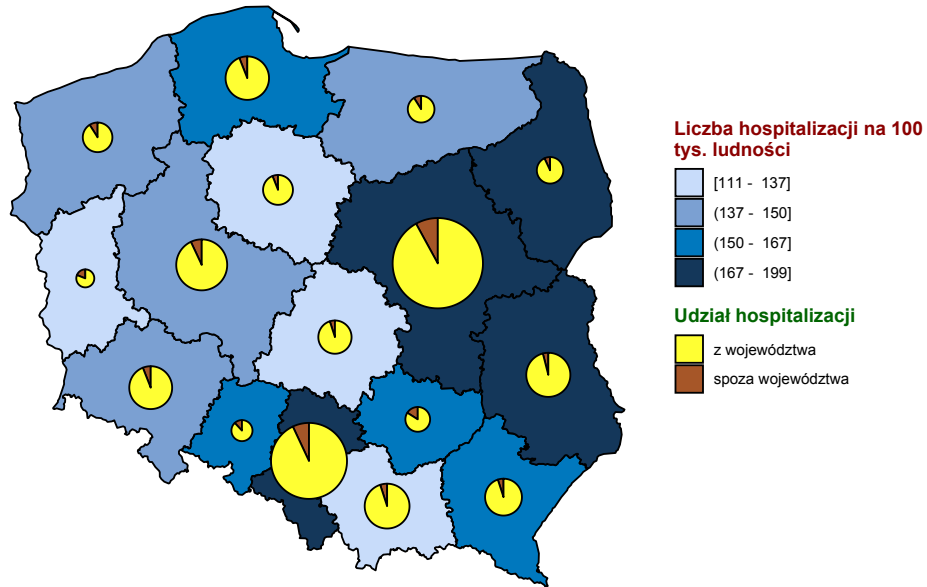 Liczba hospitalizacji na 100
tys. ludności
[111 - 137]
(137 - 150]
(150 - 167]
(167 - 199]
Udział hospitalizacji
z województwa
spoza województwa